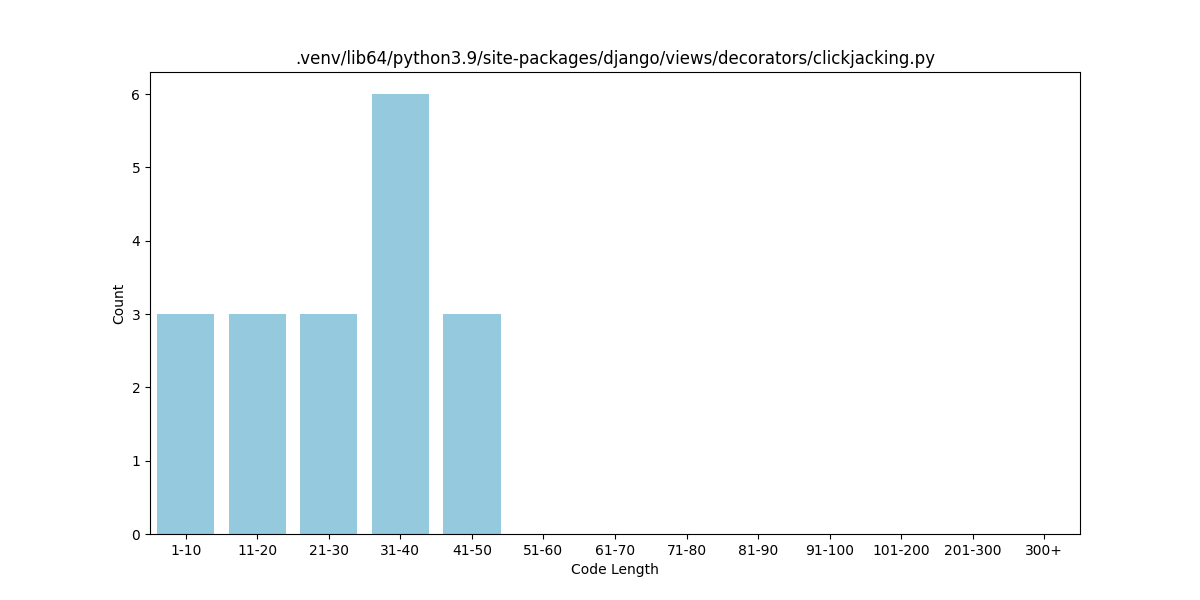 .venv/lib64/python3.9/site-packages/django/views/decorators/clickjacking.py
6
5
4
3
2
1
0
Count
1-10 11-20 21-30 31-40 41-50 51-60 61-70 71-80 81-90 91-100 101-200 201-300 300+
Code Length